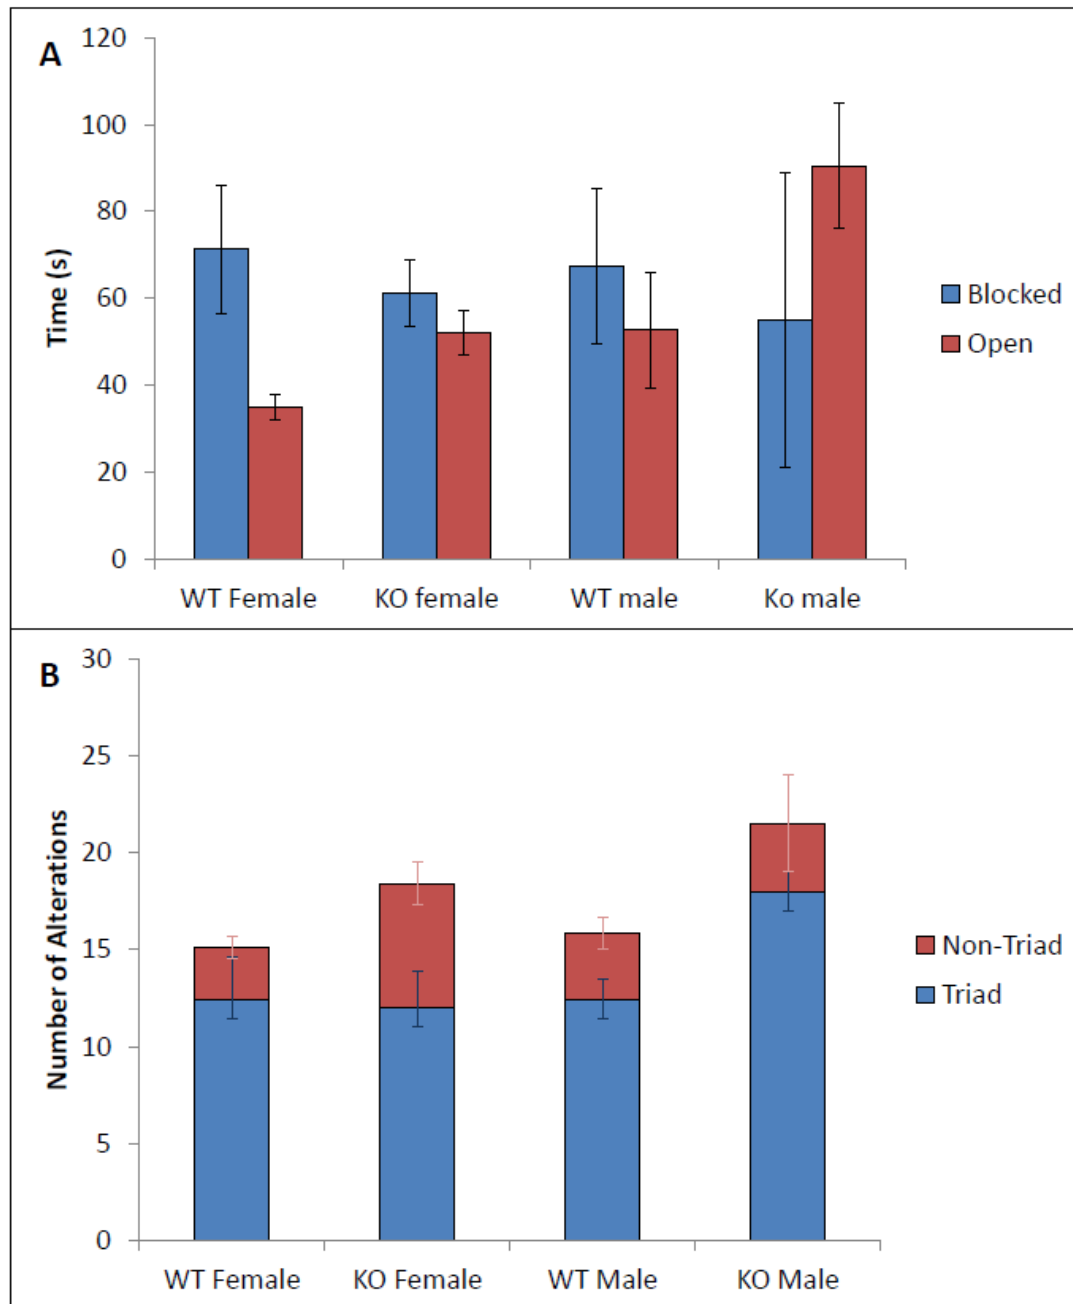 A
120
100
80
60
40
20
0
Time (s)
WT Female KO female WT male Ko male
Blocked
Open
B
30
25
20
15
10
5
0
Number of Alterations
WT Female KO Female WT Male KO Male
Non-Triad
Triad